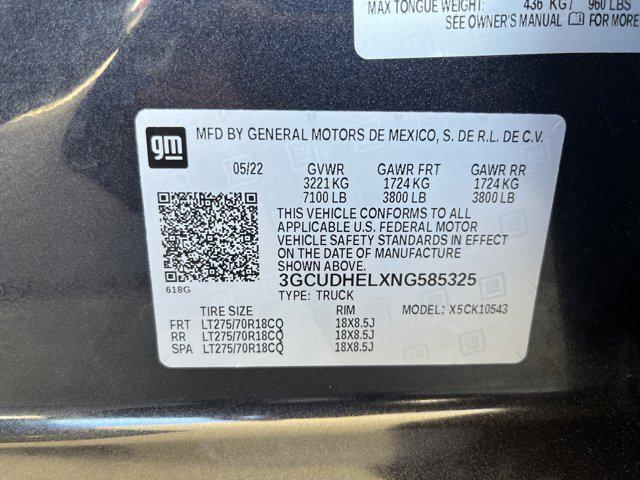 MAX TONGUE WEIGHT: 436 KG / 960 LBS
SEE OWNER'S MANUAL FOR MORE
gm
MFD BY GENERAL MOTORS DE MEXICO, S. DE R.L. DE C.V.
05/22 GVWR GAWR FRT GAWR RR
3221 KG 1724 KG 1724 KG
7100 LB 3800 LB 3800 LB
THIS VEHICLE CONFORMS TO ALL
APPLICABLE U.S. FEDERAL MOTOR
VEHICLE SAFETY STANDARDS IN EFFECT
ON THE DATE OF MANUFACTURE
SHOWN ABOVE.
618G
3GCUDHELXNG585325
TYPE: TRUCK
TIRE SIZE RIM MODEL: X5CK10543
FRT LT275/70R18CQ 18X8.5J
RR LT275/70R18CQ 18X8.5J
SPA LT275/70R18CQ 18X8.5J